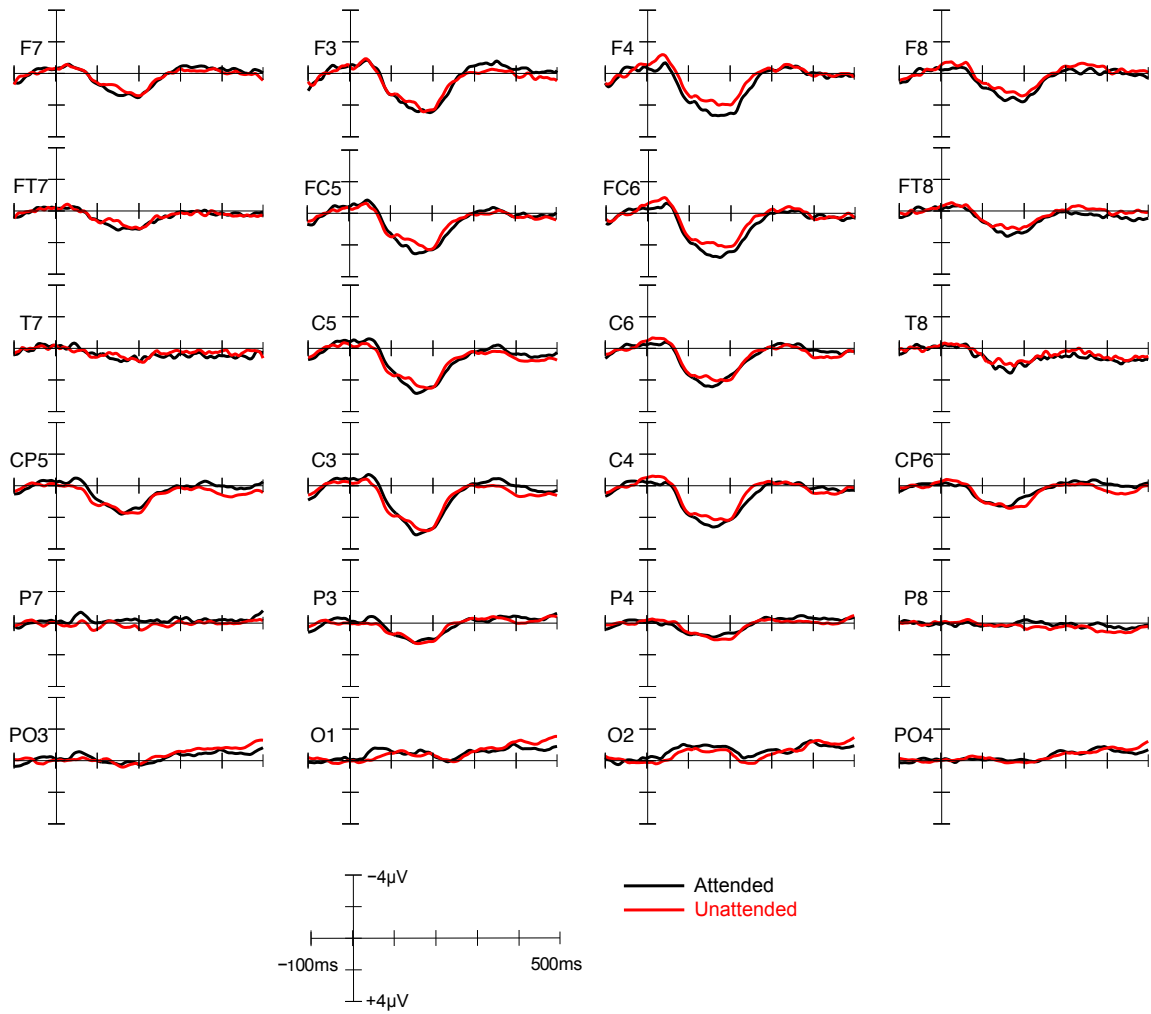 F7 F3 F4 F8
FT7 FC5 FC6 FT8
T7 C5 C6 T8
CP5 C3 C4 CP6
P7 P3 P4 P8
PO3 O1 O2 PO4
−4μV
Attended
Unattended
−100ms 500ms
+4μV